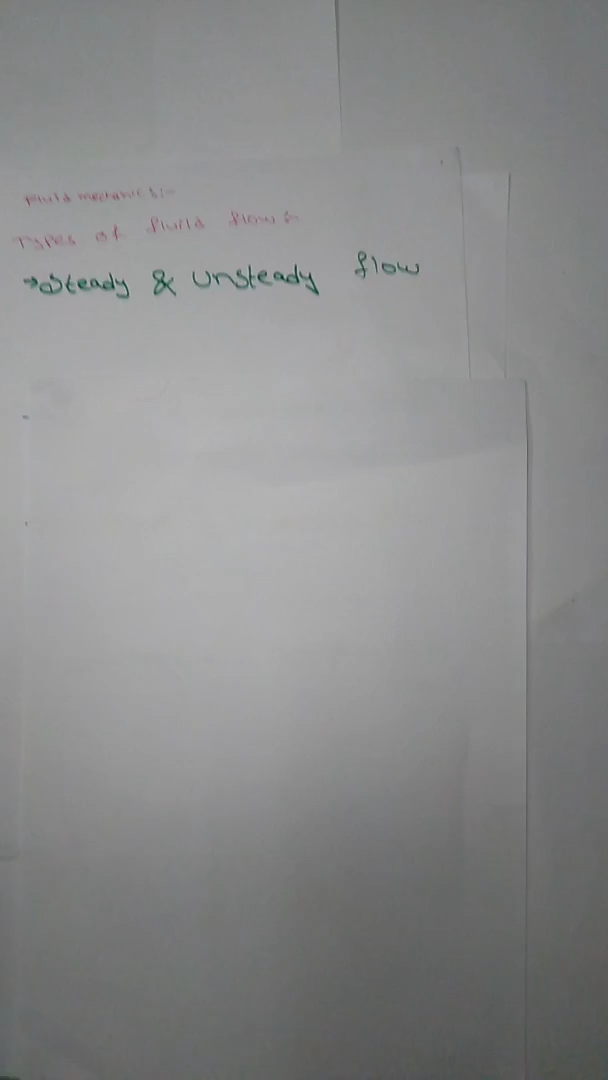 Fluid mechanics:-
Types of fluid flow:-
→Steady & Unsteady flow